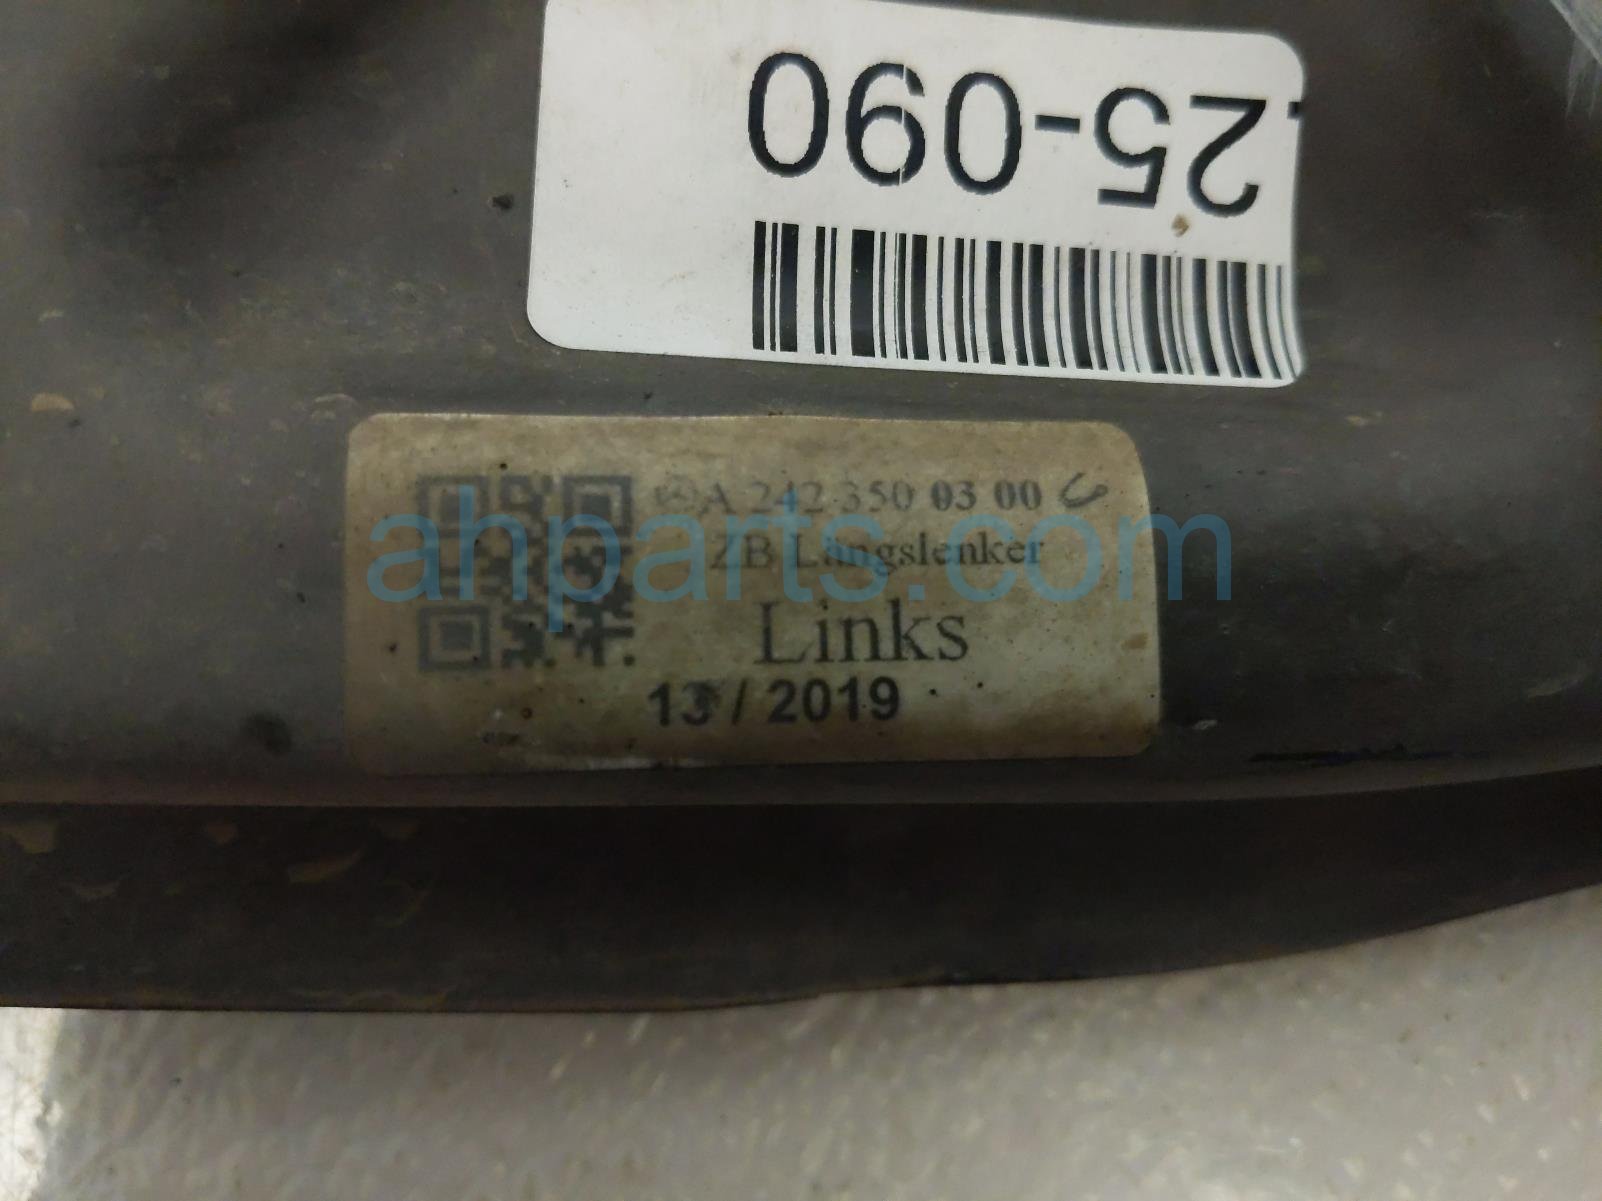 25-090
A 242 350 03 00
ZB Längslenker
Links
13 / 2019
ahparts.com